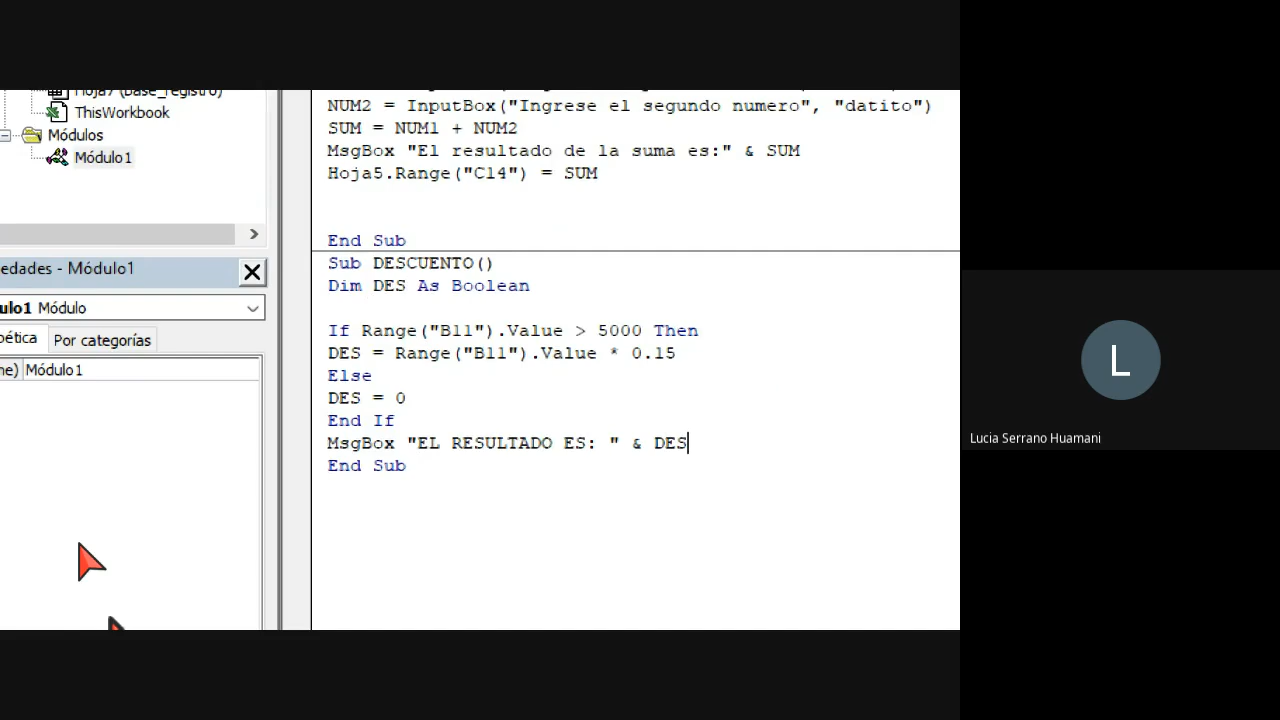 Hoja7 (Base_registro)
ThisWorkbook
Módulos
Módulo1
edades - Módulo1
ulo1 Módulo
Por categorías
Módulo1
NUM2 = InputBox("Ingrese el segundo numero", "datito")
SUM = NUM1 + NUM2
MsgBox "El resultado de la suma es:" & SUM
Hoja5.Range("C14") = SUM
End Sub
Sub DESCUENTO()
Dim DES As Boolean
If Range("B11").Value > 5000 Then
DES = Range("B11").Value * 0.15
Else
DES = 0
End If
MsgBox "EL RESULTADO ES: " & DES
End Sub
L
Lucia Serrano Huamani